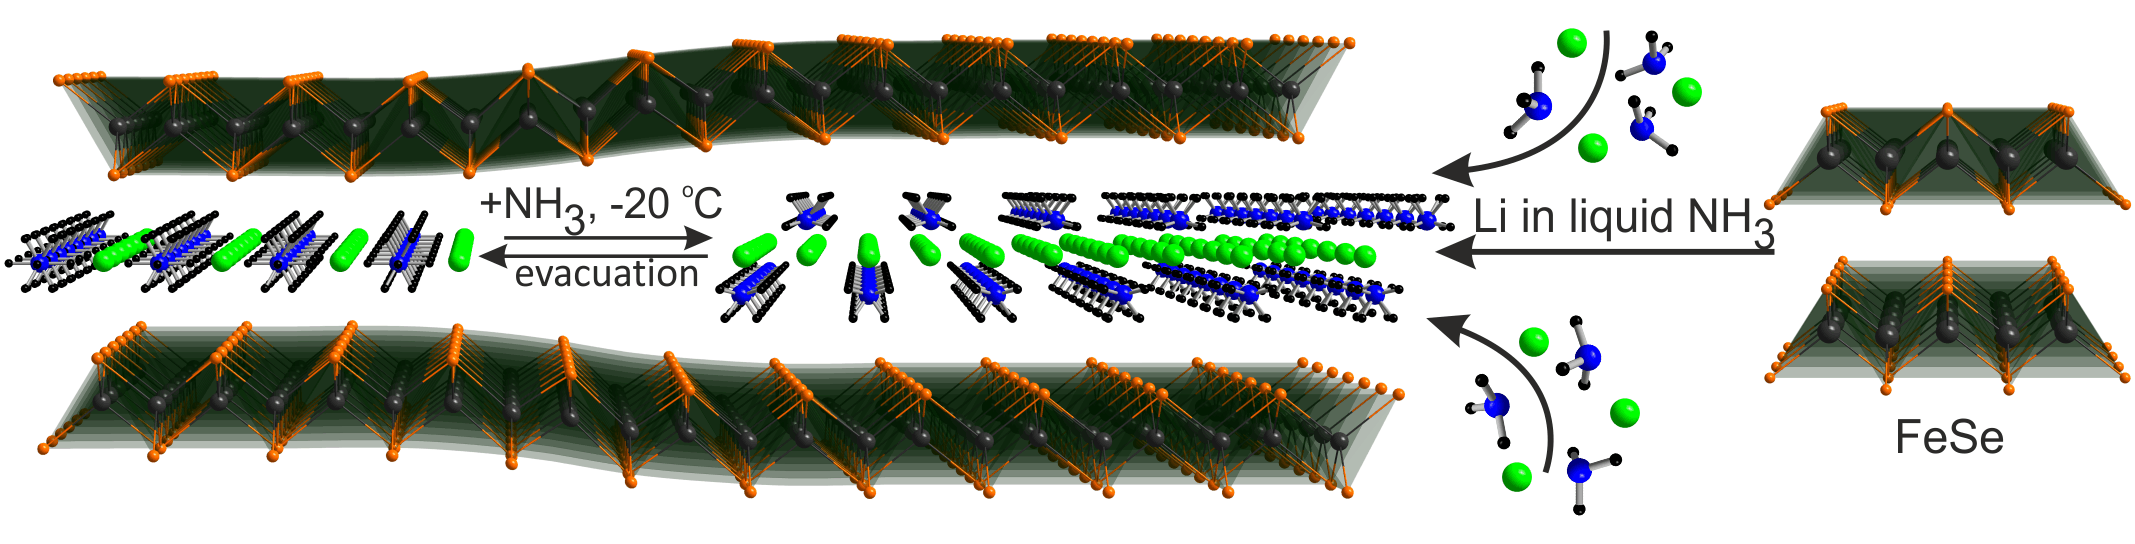 +NH3, -20 °C
evacuation
Li in liquid NH3
FeSe